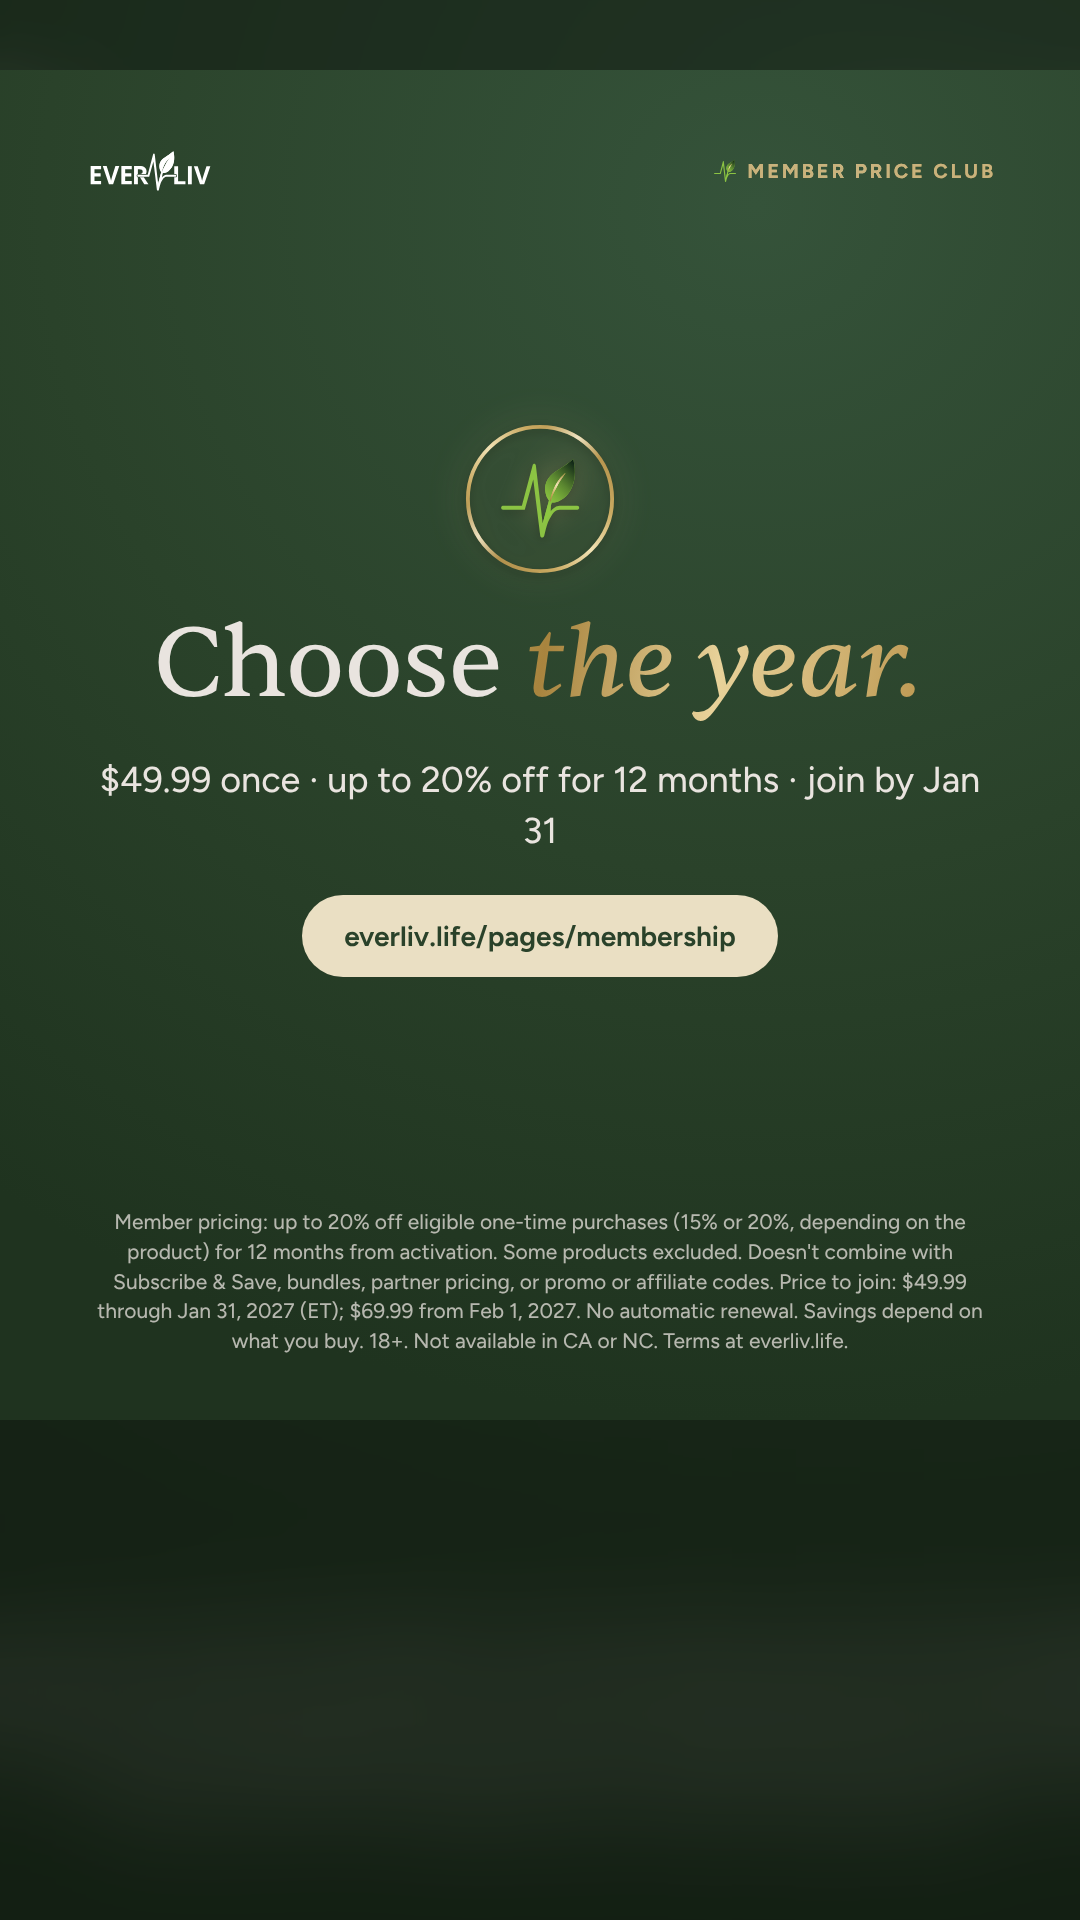 EVERLIV
MEMBER PRICE CLUB
Choose the year.
$49.99 once · up to 20% off for 12 months · join by Jan
31
everliv.life/pages/membership
Member pricing: up to 20% off eligible one-time purchases (15% or 20%, depending on the
product) for 12 months from activation. Some products excluded. Doesn't combine with
Subscribe & Save, bundles, partner pricing, or promo or affiliate codes. Price to join: $49.99
through Jan 31, 2027 (ET); $69.99 from Feb 1, 2027. No automatic renewal. Savings depend on
what you buy. 18+. Not available in CA or NC. Terms at everliv.life.